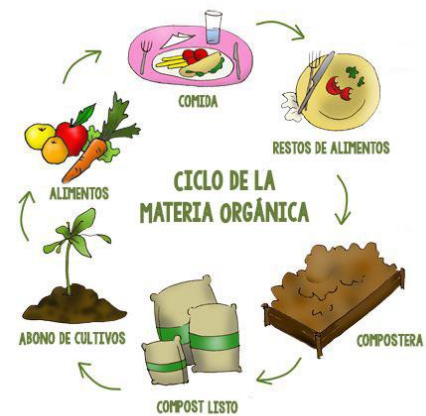 COMIDA
RESTOS DE ALIMENTOS
ALIMENTOS
CICLO DE LA
MATERIA ORGÁNICA
ABONO DE CULTIVOS
COMPOSTERA
COMPOST LISTO